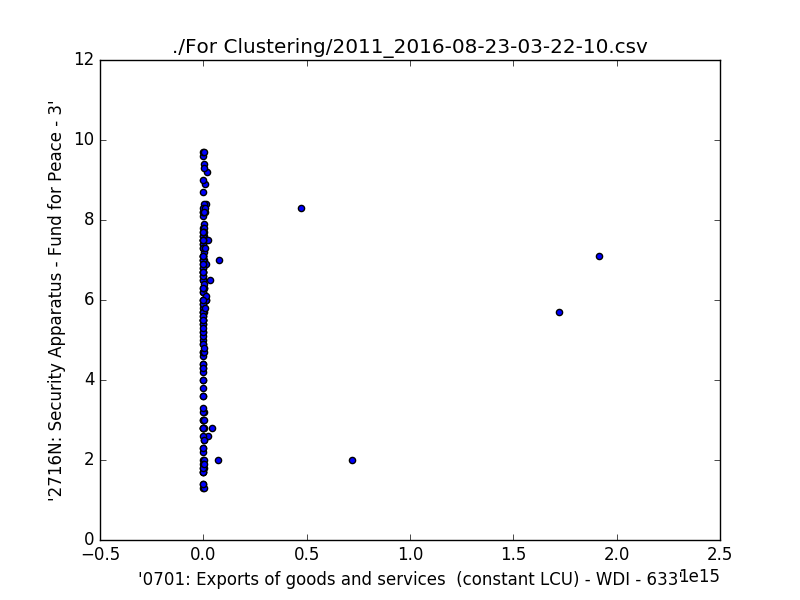 ./For Clustering/2011_2016-08-23-03-22-10.csv
12
10
8
6
4
2
0
'2716N: Security Apparatus - Fund for Peace - 3'
−0.5 0.0 0.5 1.0 1.5 2.0 2.5
1e15
'0701: Exports of goods and services  (constant LCU) - WDI - 633'